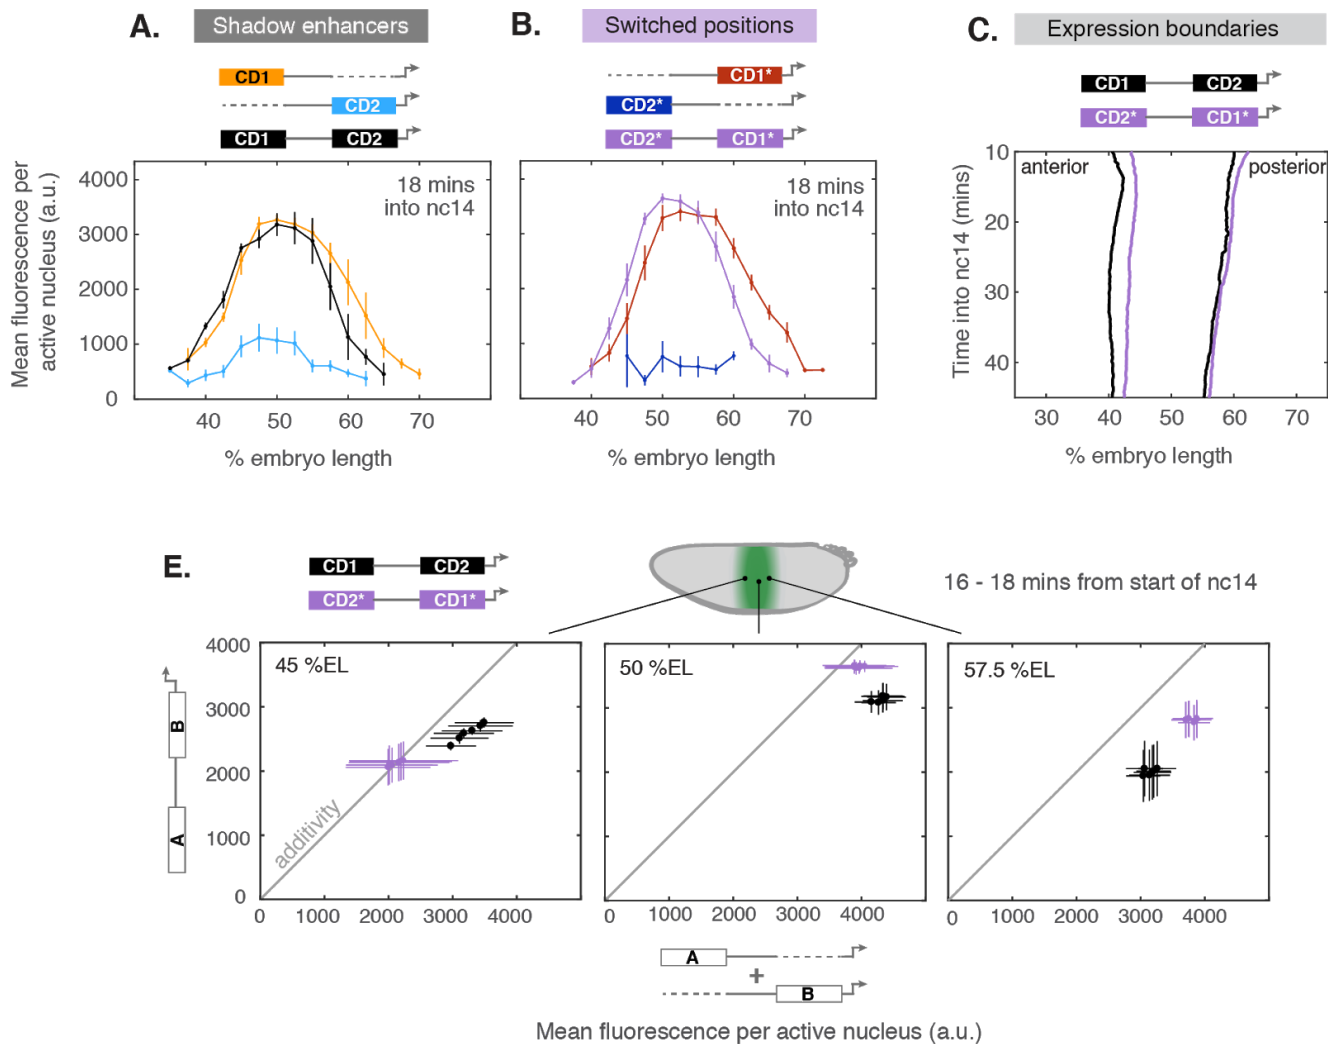 A.
Shadow enhancers
CD1
CD2
CD1 CD2
Mean fluorescence per
active nucleus (a.u.)
4000
3000
2000
1000
0
18 mins
into nc14
40 50 60 70
% embryo length
B.
Switched positions
CD1*
CD2*
CD2* CD1*
18 mins
into nc14
40 50 60 70
% embryo length
C.
Expression boundaries
CD1 CD2
CD2* CD1*
Time into nc14 (mins)
10
20
30
40
anterior posterior
30 40 50 60 70
% embryo length
E.
CD1 CD2
CD2* CD1*
16 - 18 mins from start of nc14
B
A
4000
3000
2000
1000
0
45 %EL
additivity
0 1000 2000 3000 4000
50 %EL
0 1000 2000 3000 4000
57.5 %EL
0 1000 2000 3000 4000
A
+
B
Mean fluorescence per active nucleus (a.u.)